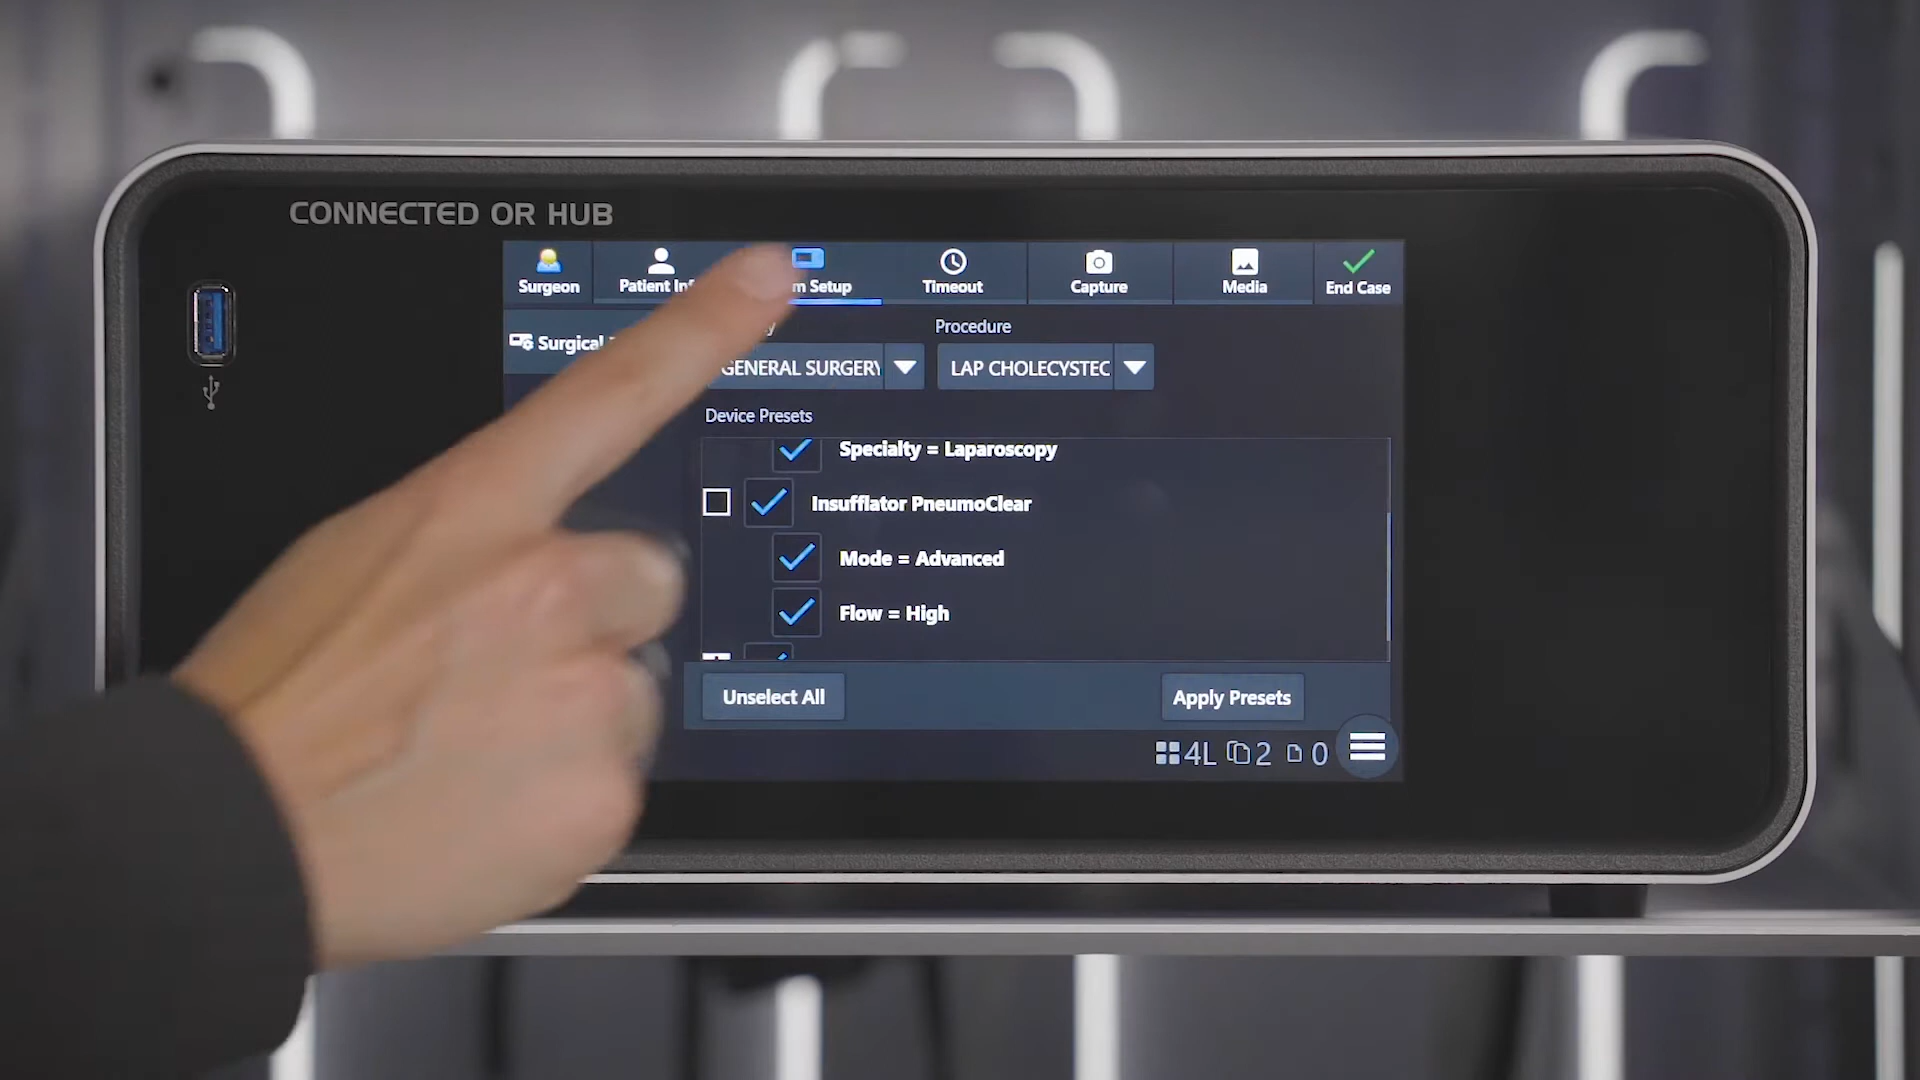 CONNECTED OR HUB
Surgeon
Patient
Setup
Timeout
Capture
Media
End Case
Surgical
Procedure
GENERAL SURGERY
LAP CHOLECYSTEC
Device Presets
Specialty = Laparoscopy
Insufflator PneumoClear
Mode = Advanced
Flow = High
Unselect All
Apply Presets
4L 2 0